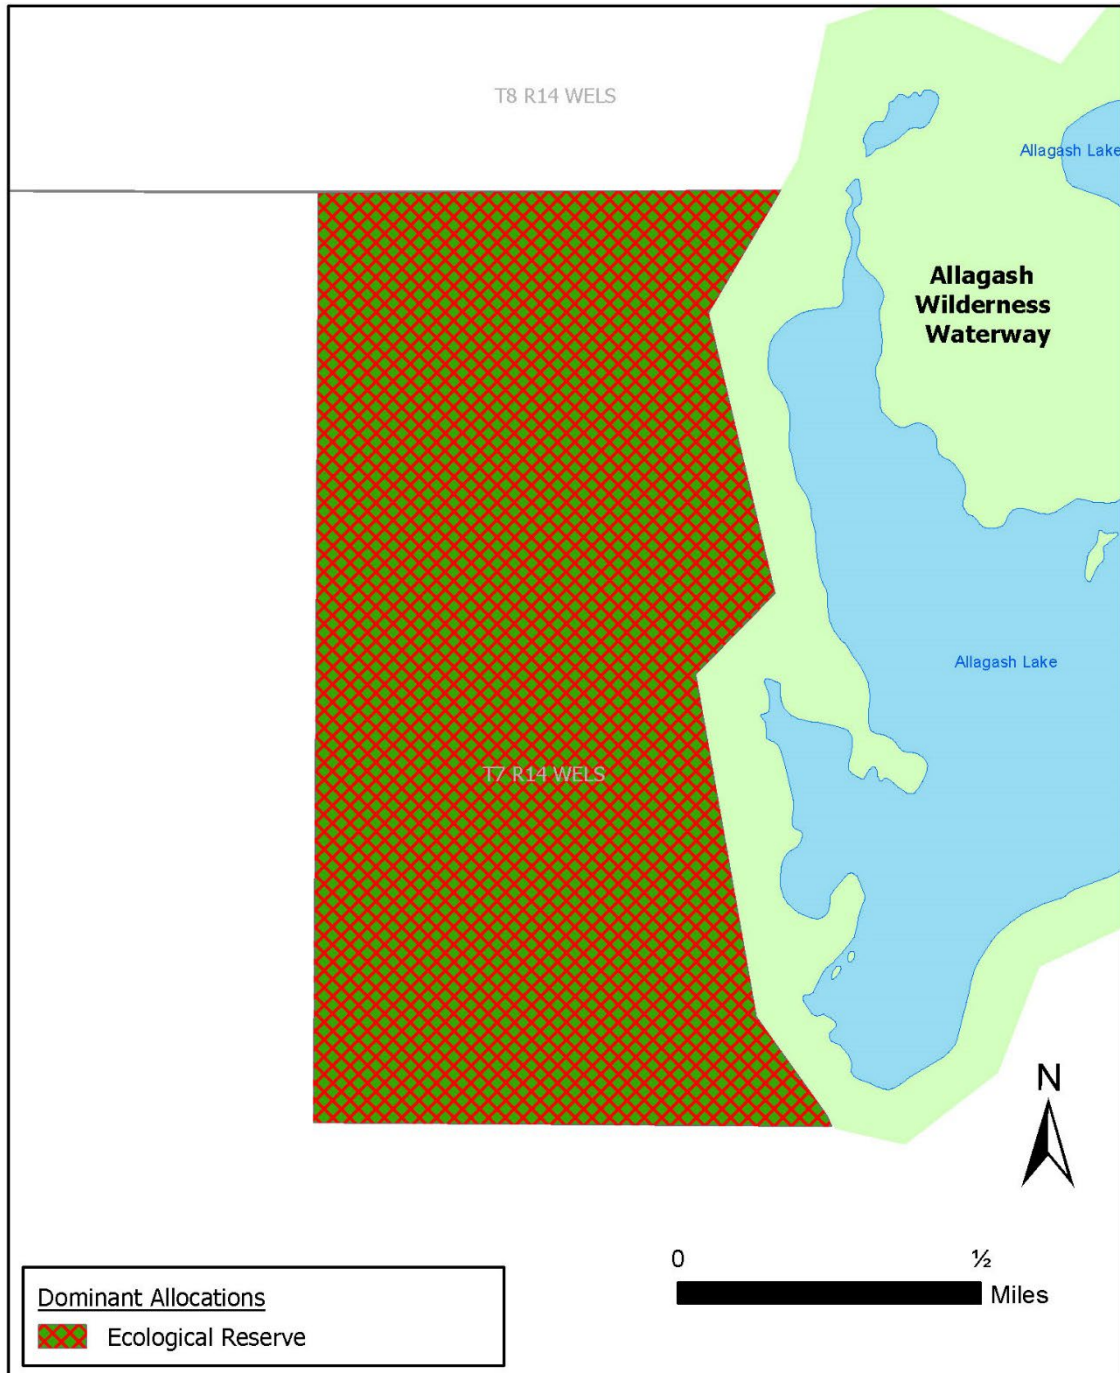 T8 R14 WELS
Allagash Lake
Allagash
Wilderness
Waterway
Allagash Lake
T7 R14 WELS
N
0 ½
Miles
Dominant Allocations
Ecological Reserve